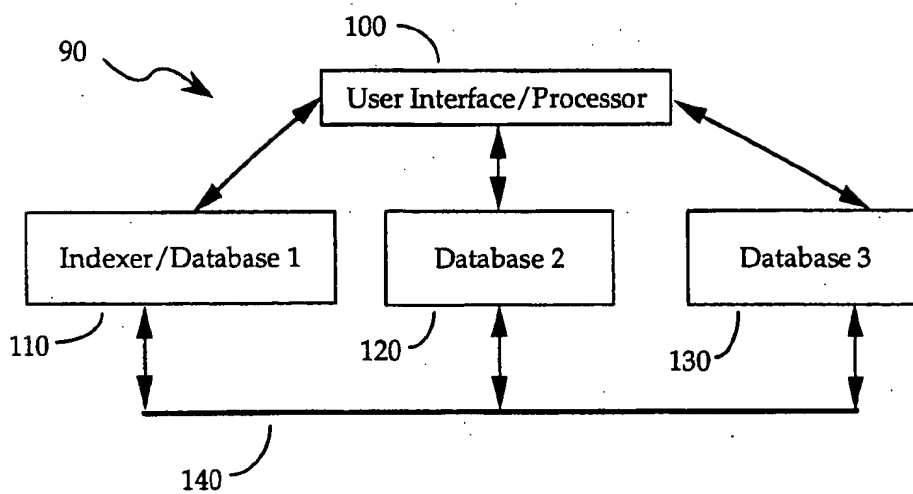 100
90
User Interface/Processor
Indexer/Database 1
Database 2
Database 3
110
120
130
140